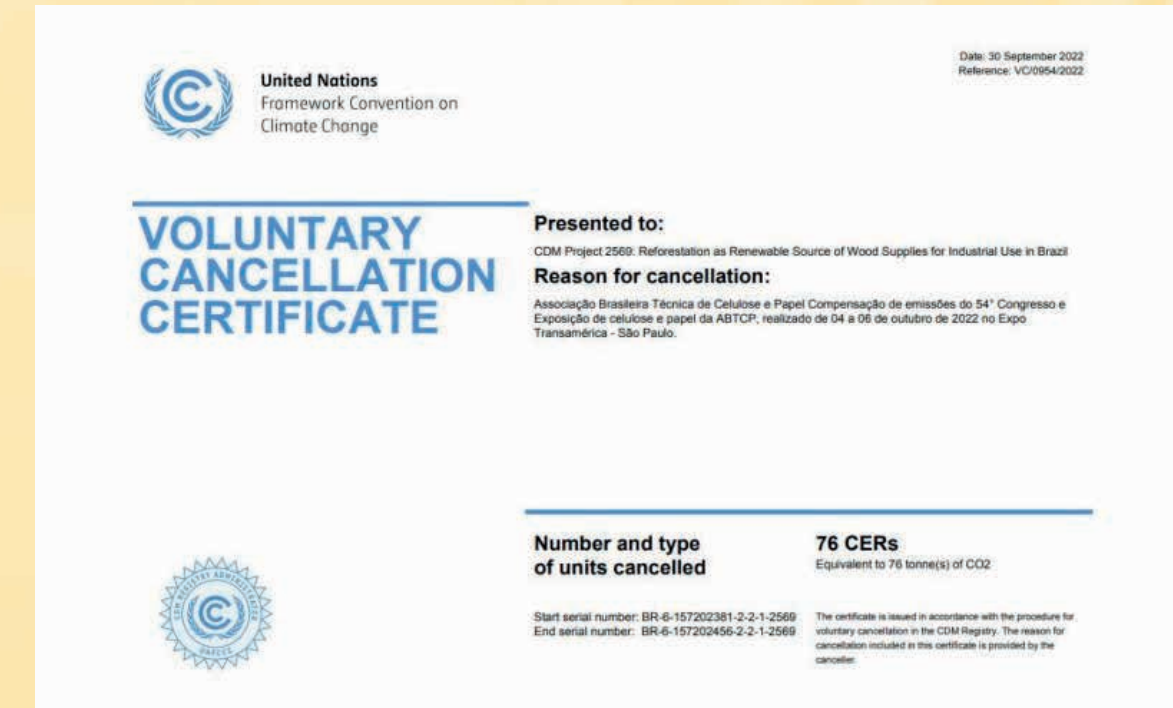 United Nations
Framework Convention on
Climate Change
Date: 30 September 2022
Reference: VC/0954/2022
VOLUNTARY
CANCELLATION
CERTIFICATE
Presented to:
CDM Project 2569: Reforestation as Renewable Source of Wood Supplies for Industrial Use in Brazil
Reason for cancellation:
Associação Brasileira Técnica de Celulose e Papel Compensação de emissões do 54° Congresso e
Exposição de celulose e papel da ABTCP, realizado de 04 a 06 de outubro de 2022 no Expo
Transamérica - São Paulo.
Number and type
of units cancelled
76 CERs
Equivalent to 76 tonne(s) of CO2
Start serial number: BR-6-157202381-2-2-1-2569
End serial number: BR-6-157202456-2-2-1-2569
The certificate is issued in accordance with the procedure for
voluntary cancellation in the CDM Registry. The reason for
cancellation included in this certificate is provided by the
canceller.
CDM REGISTRY ADMINISTRATOR
UNFCCC